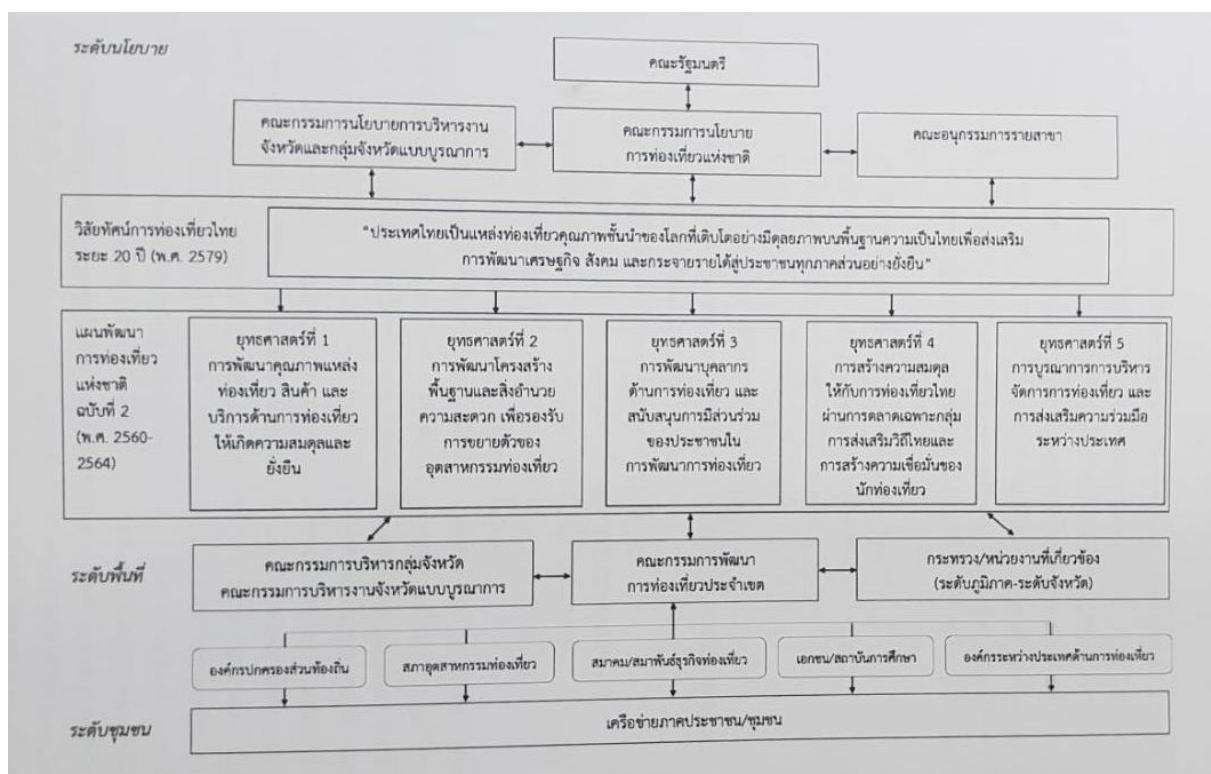 ระดับนโยบาย
คณะรัฐมนตรี
คณะกรรมการนโยบายการบริหารงาน
จังหวัดและกลุ่มจังหวัดแบบบูรณาการ
คณะกรรมการนโยบาย
การท่องเที่ยวแห่งชาติ
คณะอนุกรรมการรายสาขา
วิสัยทัศน์การท่องเที่ยวไทย
ระยะ 20 ปี (พ.ศ. 2579)
"ประเทศไทยเป็นแหล่งท่องเที่ยวคุณภาพชั้นนำของโลกที่เติบโตอย่างมีดุลยภาพบนพื้นฐานความเป็นไทยเพื่อส่งเสริม
การพัฒนาเศรษฐกิจ สังคม และกระจายรายได้สู่ประชาชนทุกภาคส่วนอย่างยั่งยืน"
แผนพัฒนา
การท่องเที่ยว
แห่งชาติ
ฉบับที่ 2
(พ.ศ. 2560-
2564)
ยุทธศาสตร์ที่ 1
การพัฒนาคุณภาพแหล่ง
ท่องเที่ยว สินค้า และ
บริการด้านการท่องเที่ยว
ให้เกิดความสมดุลและ
ยั่งยืน
ยุทธศาสตร์ที่ 2
การพัฒนาโครงสร้าง
พื้นฐานและสิ่งอำนวย
ความสะดวก เพื่อรองรับ
การขยายตัวของ
อุตสาหกรรมท่องเที่ยว
ยุทธศาสตร์ที่ 3
การพัฒนาบุคลากร
ด้านการท่องเที่ยว และ
สนับสนุนการมีส่วนร่วม
ของประชาชนใน
การพัฒนาการท่องเที่ยว
ยุทธศาสตร์ที่ 4
การสร้างความสมดุล
ให้กับการท่องเที่ยวไทย
ผ่านการตลาดเฉพาะกลุ่ม
การส่งเสริมวิถีไทยและ
การสร้างความเชื่อมั่นของ
นักท่องเที่ยว
ยุทธศาสตร์ที่ 5
การบูรณาการการบริหาร
จัดการการท่องเที่ยว และ
การส่งเสริมความร่วมมือ
ระหว่างประเทศ
ระดับพื้นที่
คณะกรรมการบริหารกลุ่มจังหวัด
คณะกรรมการบริหารงานจังหวัดแบบบูรณาการ
คณะกรรมการพัฒนา
การท่องเที่ยวประจำเขต
กระทรวง/หน่วยงานที่เกี่ยวข้อง
(ระดับภูมิภาค-ระดับจังหวัด)
องค์กรปกครองส่วนท้องถิ่น
สภาอุตสาหกรรมท่องเที่ยว
สมาคม/สมาพันธ์ธุรกิจท่องเที่ยว
เอกชน/สถาบันการศึกษา
องค์กรระหว่างประเทศด้านการท่องเที่ยว
ระดับชุมชน
เครือข่ายภาคประชาชน/ชุมชน